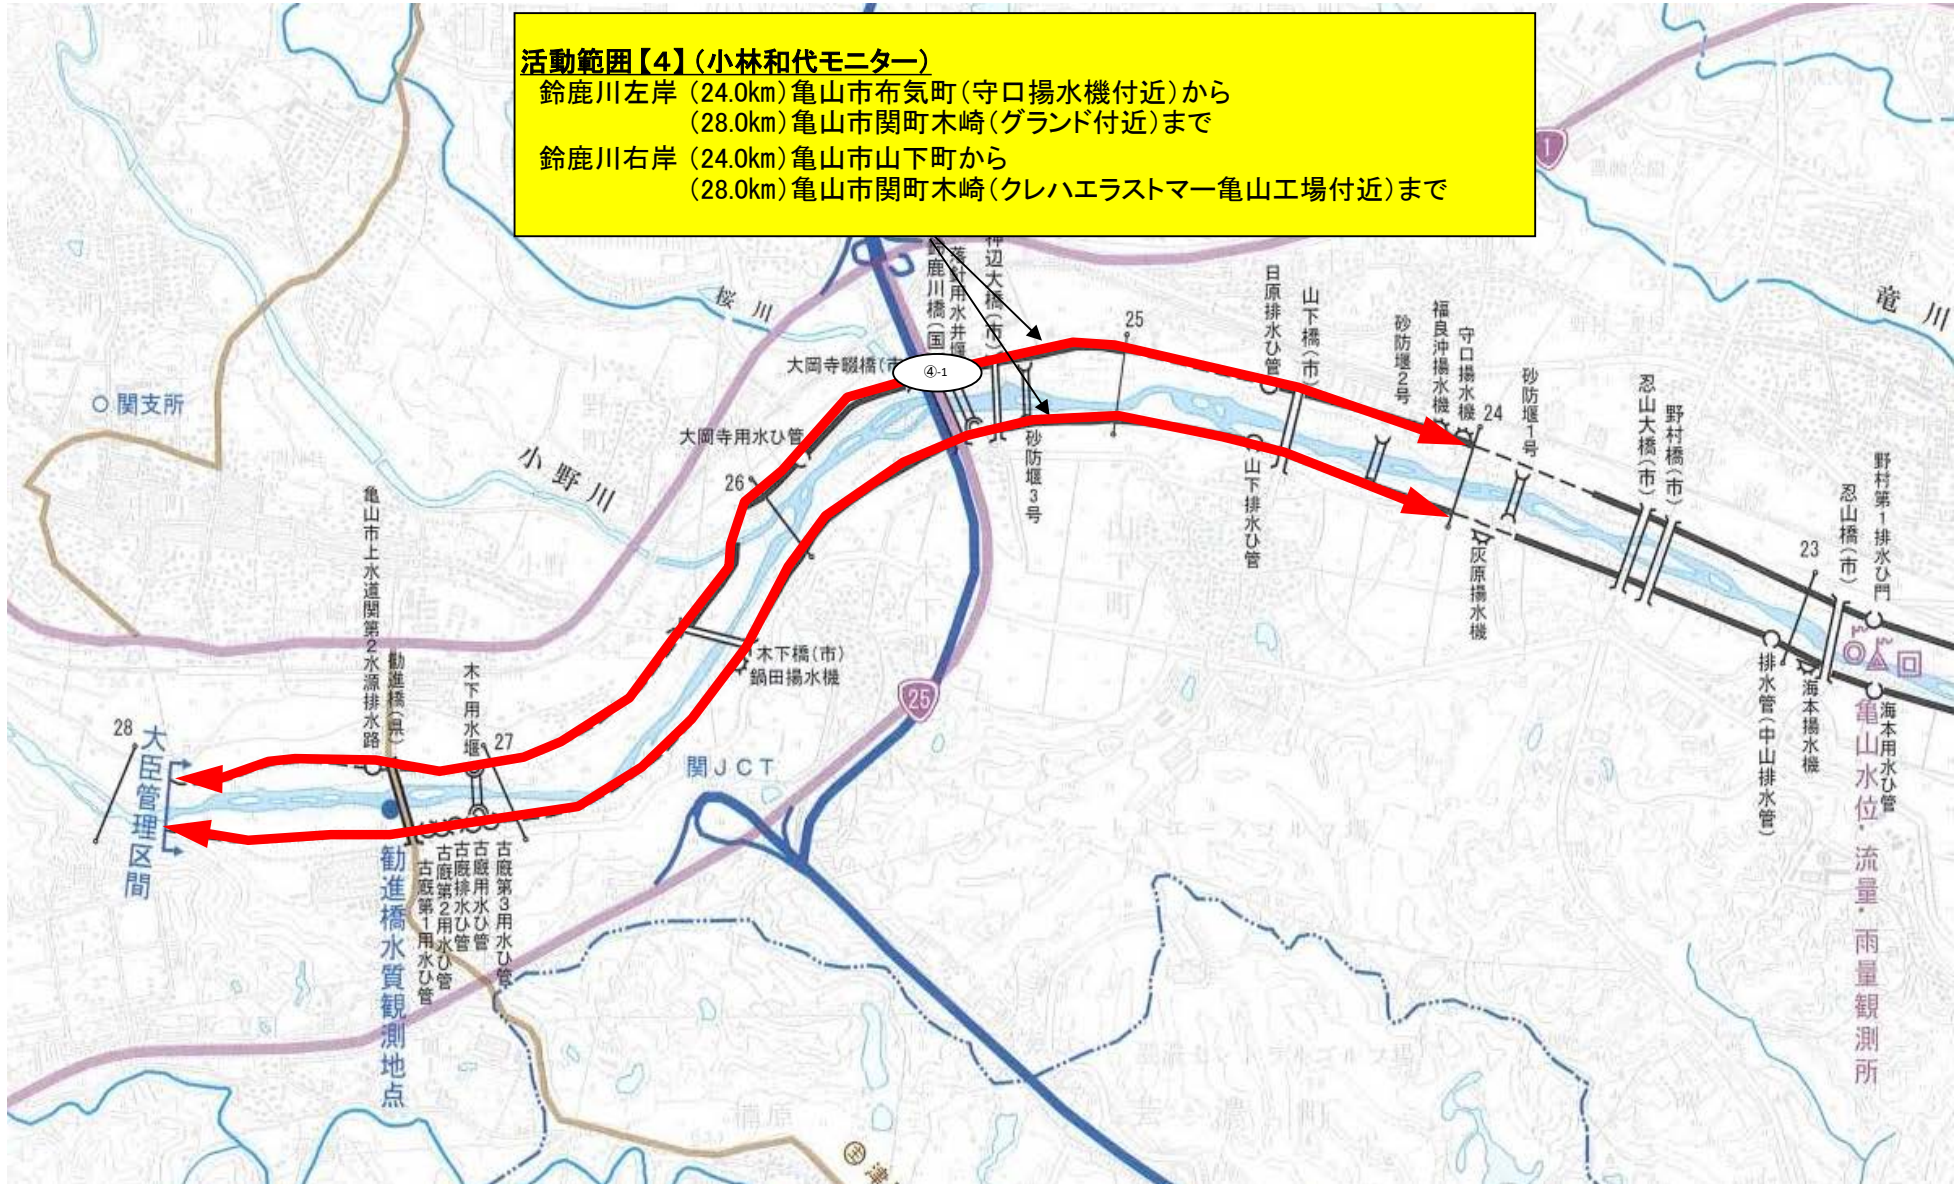 活動範囲【4】（小林和代モニター）
鈴鹿川左岸（24.0km）亀山市布気町（守口揚水機付近）から
（28.0km）亀山市関町木崎（グランド付近）まで
鈴鹿川右岸（24.0km）亀山市山下町から
（28.0km）亀山市関町木崎（クレハエラストマー亀山工場付近）まで
1
竜川
桜川
鈴鹿川橋（国
落針用水井堰
神辺大橋（市）
25
日原排水ひ管
山下橋（市）
砂防堰2号
福良沖揚水機
守口揚水機
24
砂防堰1号
忍山大橋（市）
野村橋（市）
23
忍山橋（市）
野村第1排水ひ門
大岡寺畷橋（市
④-1
関支所
大岡寺用水ひ管
小野川
26
砂防堰3号
山下排水ひ管
灰原揚水機
排水管（中山排水管）
海本揚水機
海本用水ひ管
亀山水位・流量・雨量観測所
亀山市上水道関第2水源排水路
勧進橋（県）
木下用水堰
27
木下橋（市）
鍋田揚水機
25
関JCT
28
大臣管理区間
勧進橋水質観測地点
古厩第1用水ひ管
古厩第2用水ひ管
古厩排水ひ管
古厩用水ひ管
古厩第3用水ひ管
楠原
芸濃町
主
津